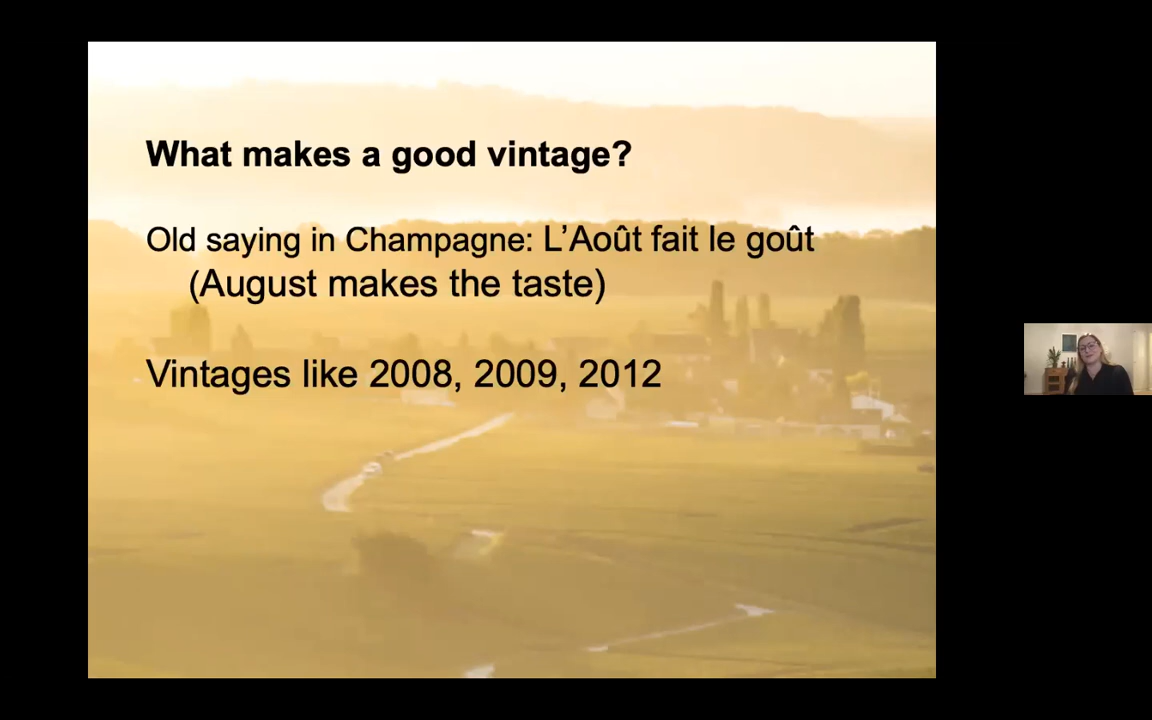 What makes a good vintage?
Old saying in Champagne: L’Août fait le goût
(August makes the taste)
Vintages like 2008, 2009, 2012